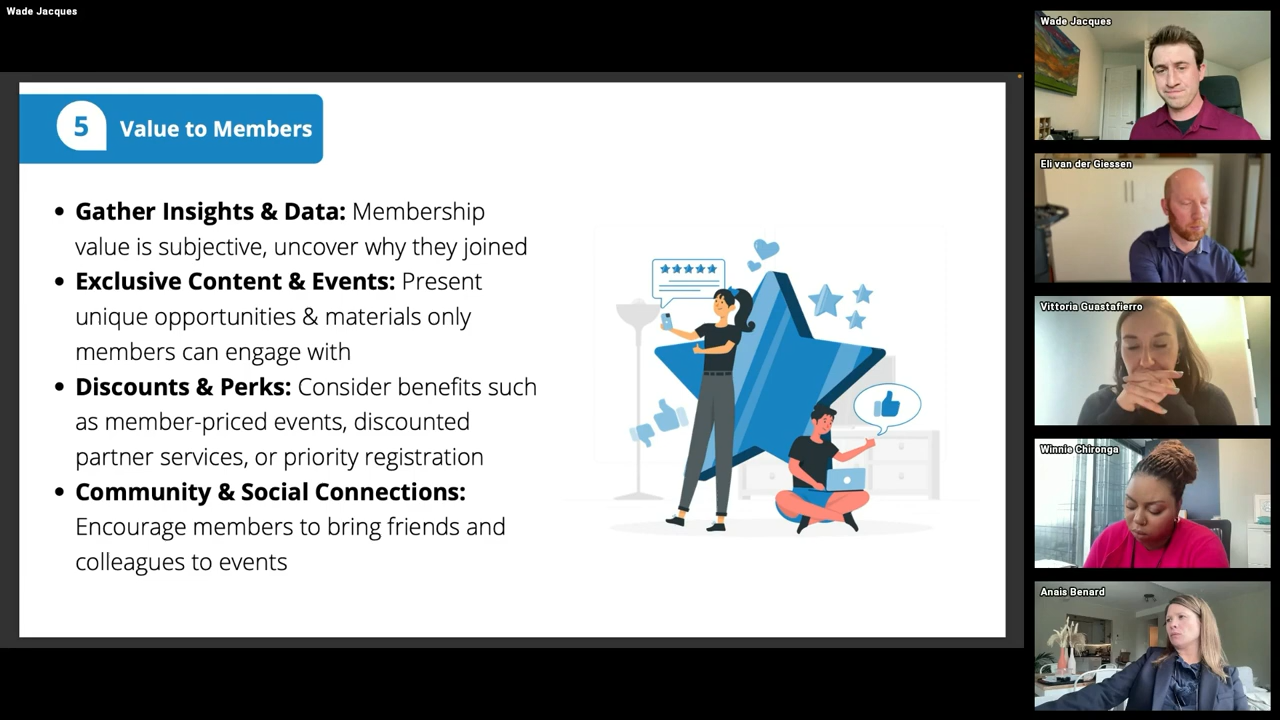 Wade Jacques
5
Value to Members
• Gather Insights & Data: Membership
value is subjective, uncover why they joined
• Exclusive Content & Events: Present
unique opportunities & materials only
members can engage with
• Discounts & Perks: Consider benefits such
as member-priced events, discounted
partner services, or priority registration
• Community & Social Connections:
Encourage members to bring friends and
colleagues to events
Wade Jacques
Eli van der Giessen
Vittoria Guastafierro
Winnie Chironga
Anais Benard